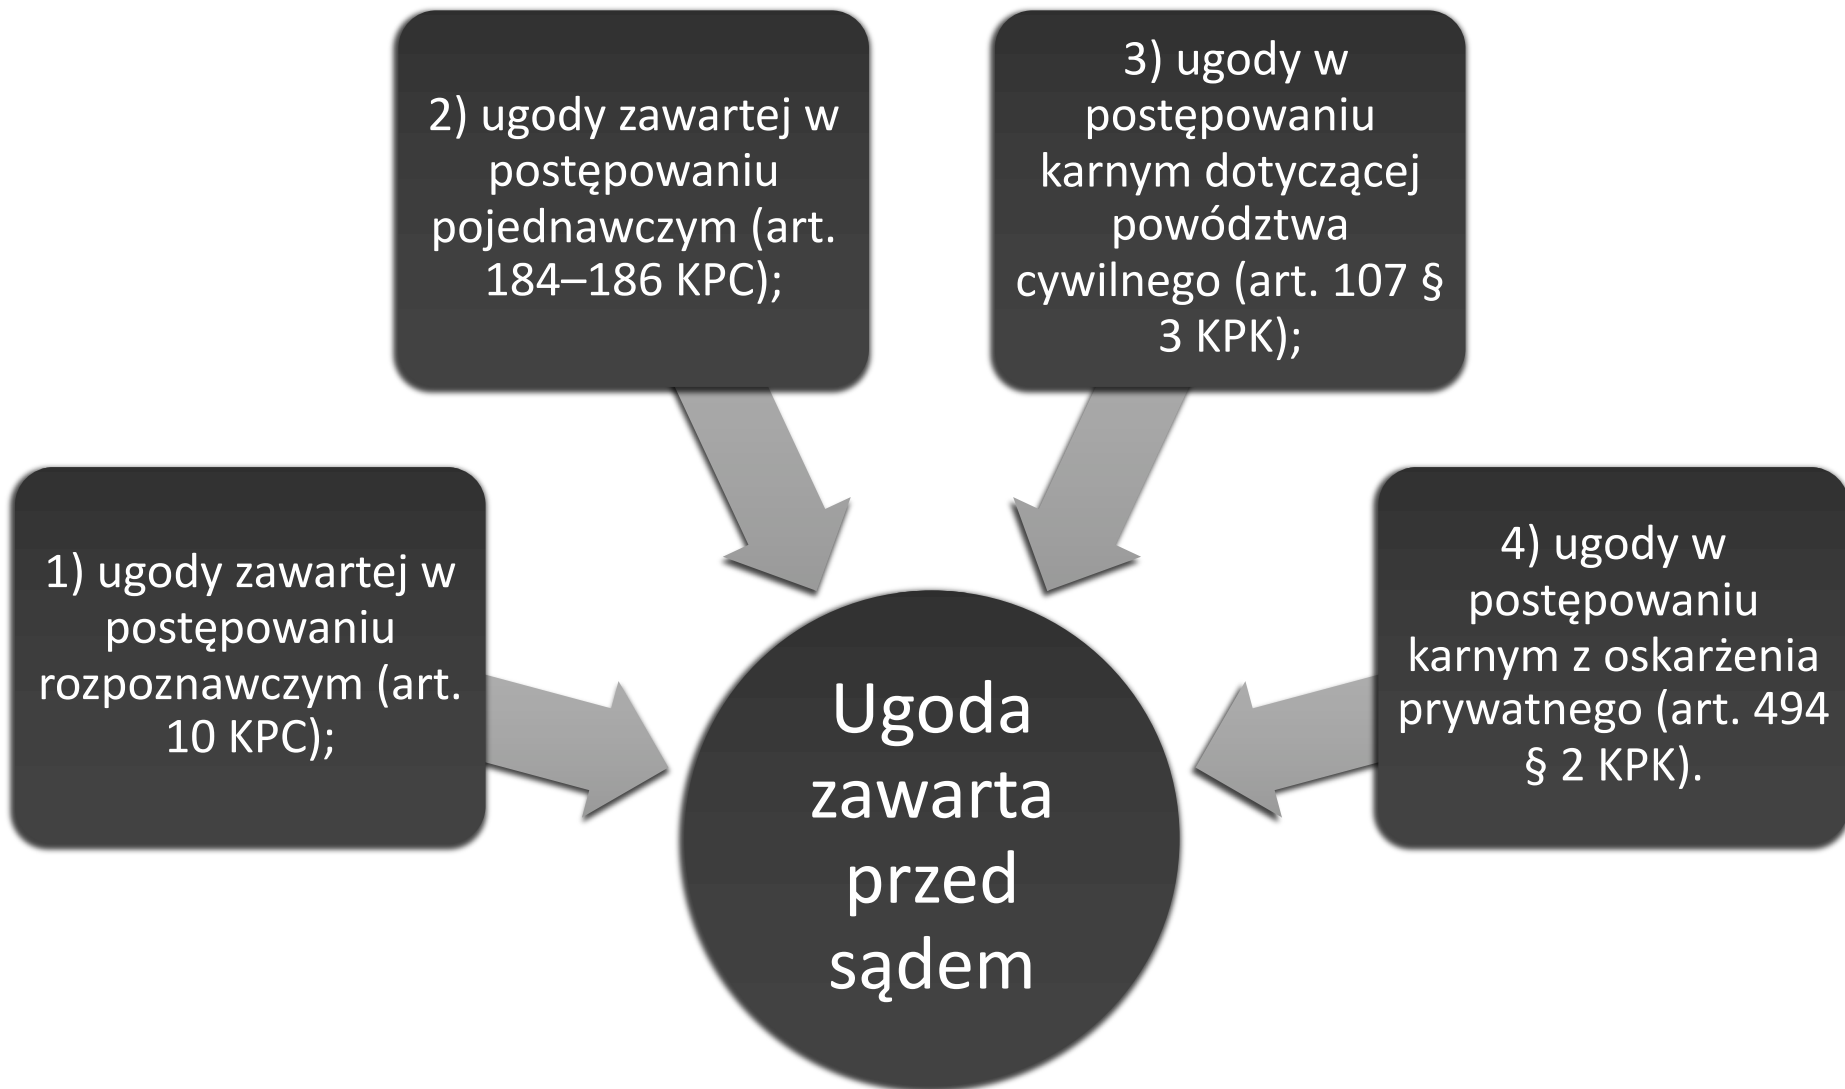 1) ugody zawartej w
postępowaniu
rozpoznawczym (art.
10 KPC);
2) ugody zawartej w
postępowaniu
pojednawczym (art.
184–186 KPC);
3) ugody w
postępowaniu
karnym dotyczącej
powództwa
cywilnego (art. 107 §
3 KPK);
4) ugody w
postępowaniu
karnym z oskarżenia
prywatnego (art. 494
§ 2 KPK).
Ugoda
zawarta
przed
sądem